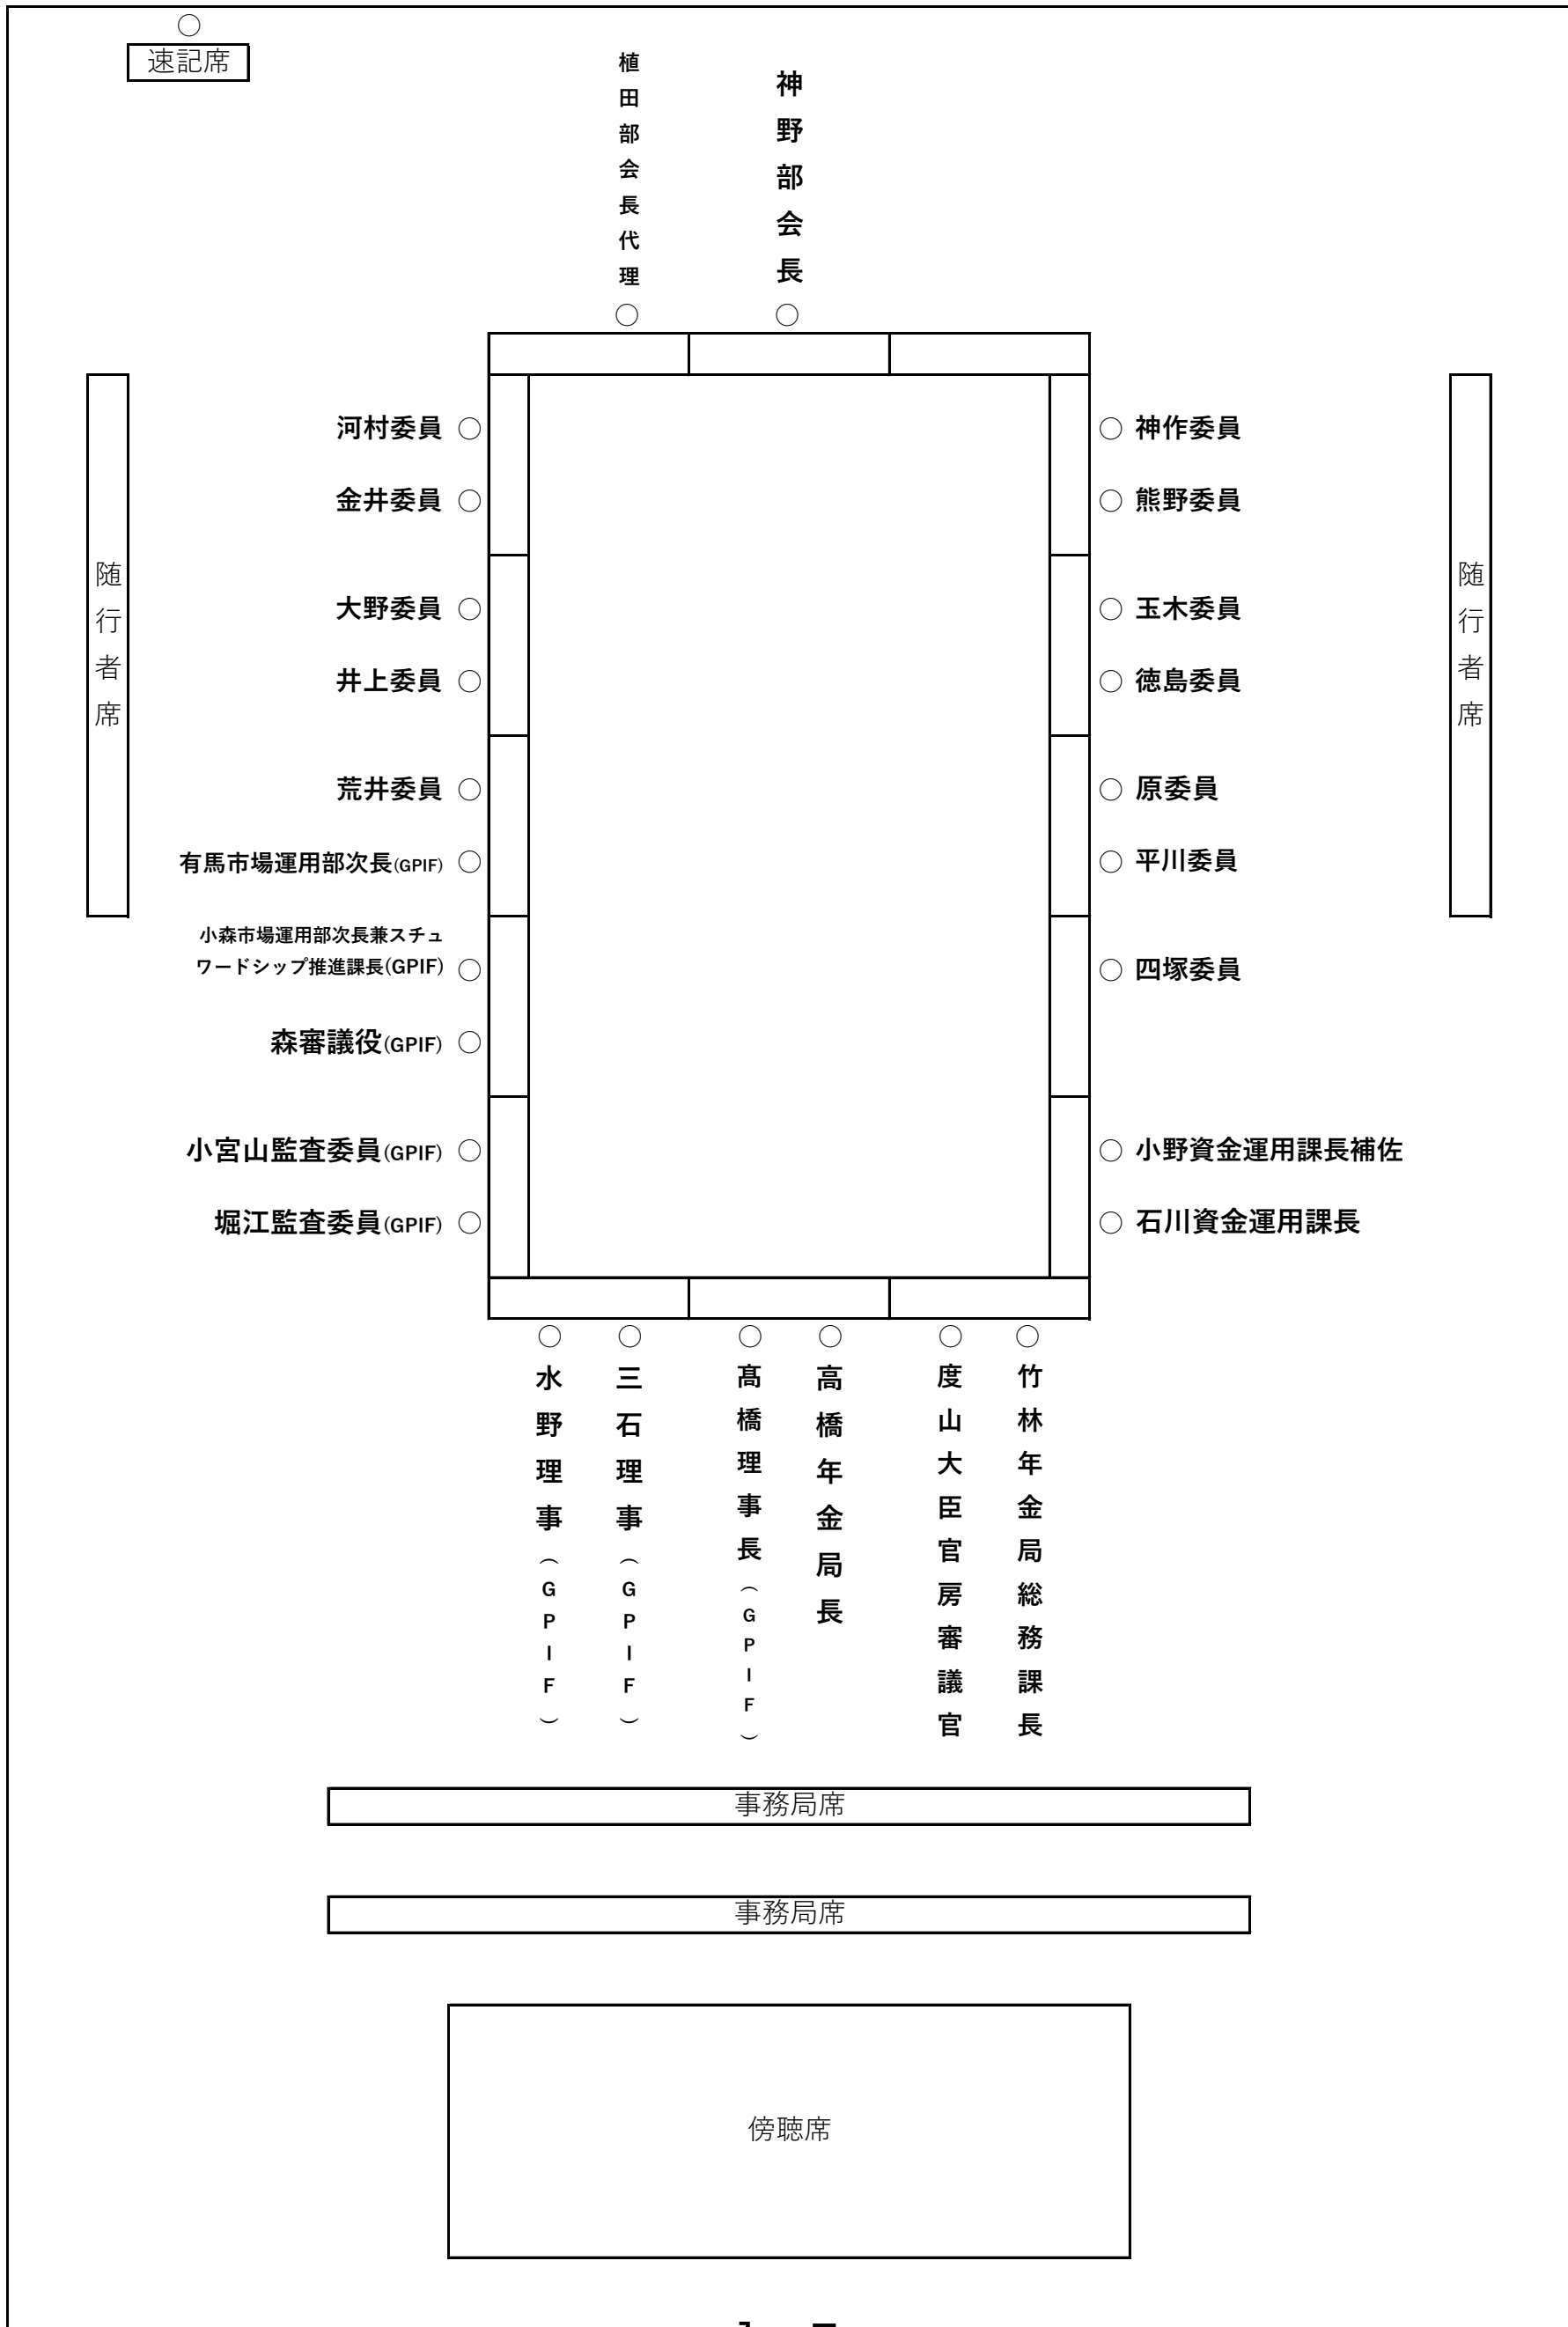 速記席
植田部会長代理
神野部会長
河村委員
神作委員
金井委員
熊野委員
大野委員
玉木委員
井上委員
徳島委員
荒井委員
原委員
有馬市場運用部次長(GPIF)
平川委員
小森市場運用部次長兼スチュ
ワードシップ推進課長(GPIF)
四塚委員
森審議役(GPIF)
小宮山監査委員(GPIF)
小野資金運用課長補佐
堀江監査委員(GPIF)
石川資金運用課長
随行者席
随行者席
水野理事(GPIF)
三石理事(GPIF)
髙橋理事長(GPIF)
高橋年金局長
度山大臣官房審議官
竹林年金局総務課長
事務局席
事務局席
傍聴席